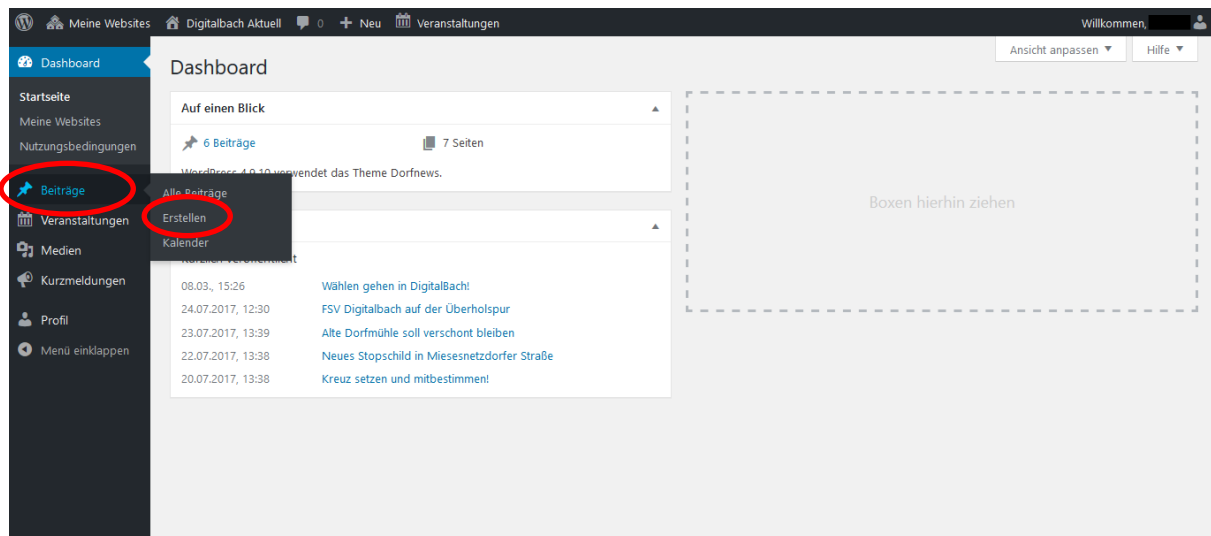 Meine Websites Digitalbach Aktuell 0 Neu Veranstaltungen Willkommen,
Ansicht anpassen ▼ Hilfe ▼
Dashboard
Startseite
Meine Websites
Nutzungsbedingungen
Beiträge
Alle Beiträge
Erstellen
Kalender
Veranstaltungen
Medien
Kurzmeldungen
Profil
Menü einklappen
Dashboard
Auf einen Blick
6 Beiträge 7 Seiten
WordPress 4.9.10 verwendet das Theme Dorfnews.
Kürzlich veröffentlicht
08.03., 15:26 Wählen gehen in DigitalBach!
24.07.2017, 12:30 FSV Digitalbach auf der Überholspur
23.07.2017, 13:39 Alte Dorfmühle soll verschont bleiben
22.07.2017, 13:38 Neues Stopschild in Miesesnetzdorfer Straße
20.07.2017, 13:38 Kreuz setzen und mitbestimmen!
Boxen hierhin ziehen